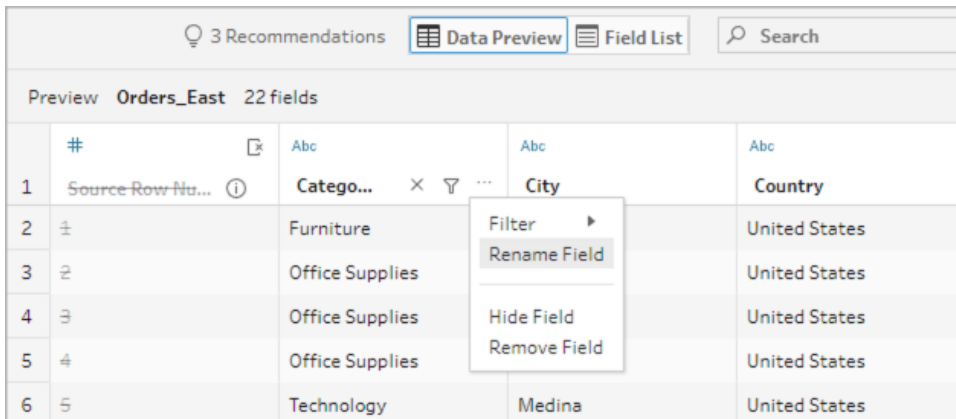 3 Recommendations Data Preview Field List Search
Preview Orders_East 22 fields
# Abc Abc Abc
1 Source Row Nu... Catego... City Country
2 1 Furniture United States
3 2 Office Supplies United States
4 3 Office Supplies United States
5 4 Office Supplies United States
6 5 Technology Medina United States
Filter
Rename Field
Hide Field
Remove Field